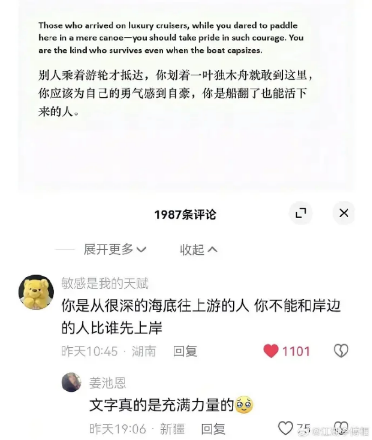 Those who arrived on luxury cruisers, while you dared to paddle
here in a mere canoe—you should take pride in such courage. You
are the kind who survives even when the boat capsizes.
别人乘着游轮才抵达，你划着一叶独木舟就敢到这里，
你应该为自己的勇气感到自豪，你是船翻了也能活下
来的人。
1987条评论
展开更多
收起
敏感是我的天赋
你是从很深的海底往上游的人 你不能和岸边
的人比谁先上岸
昨天10:45 · 湖南 回复
1101
姜池恩
文字真的是充满力量的🥹
昨天19:06 · 新疆 回复
75